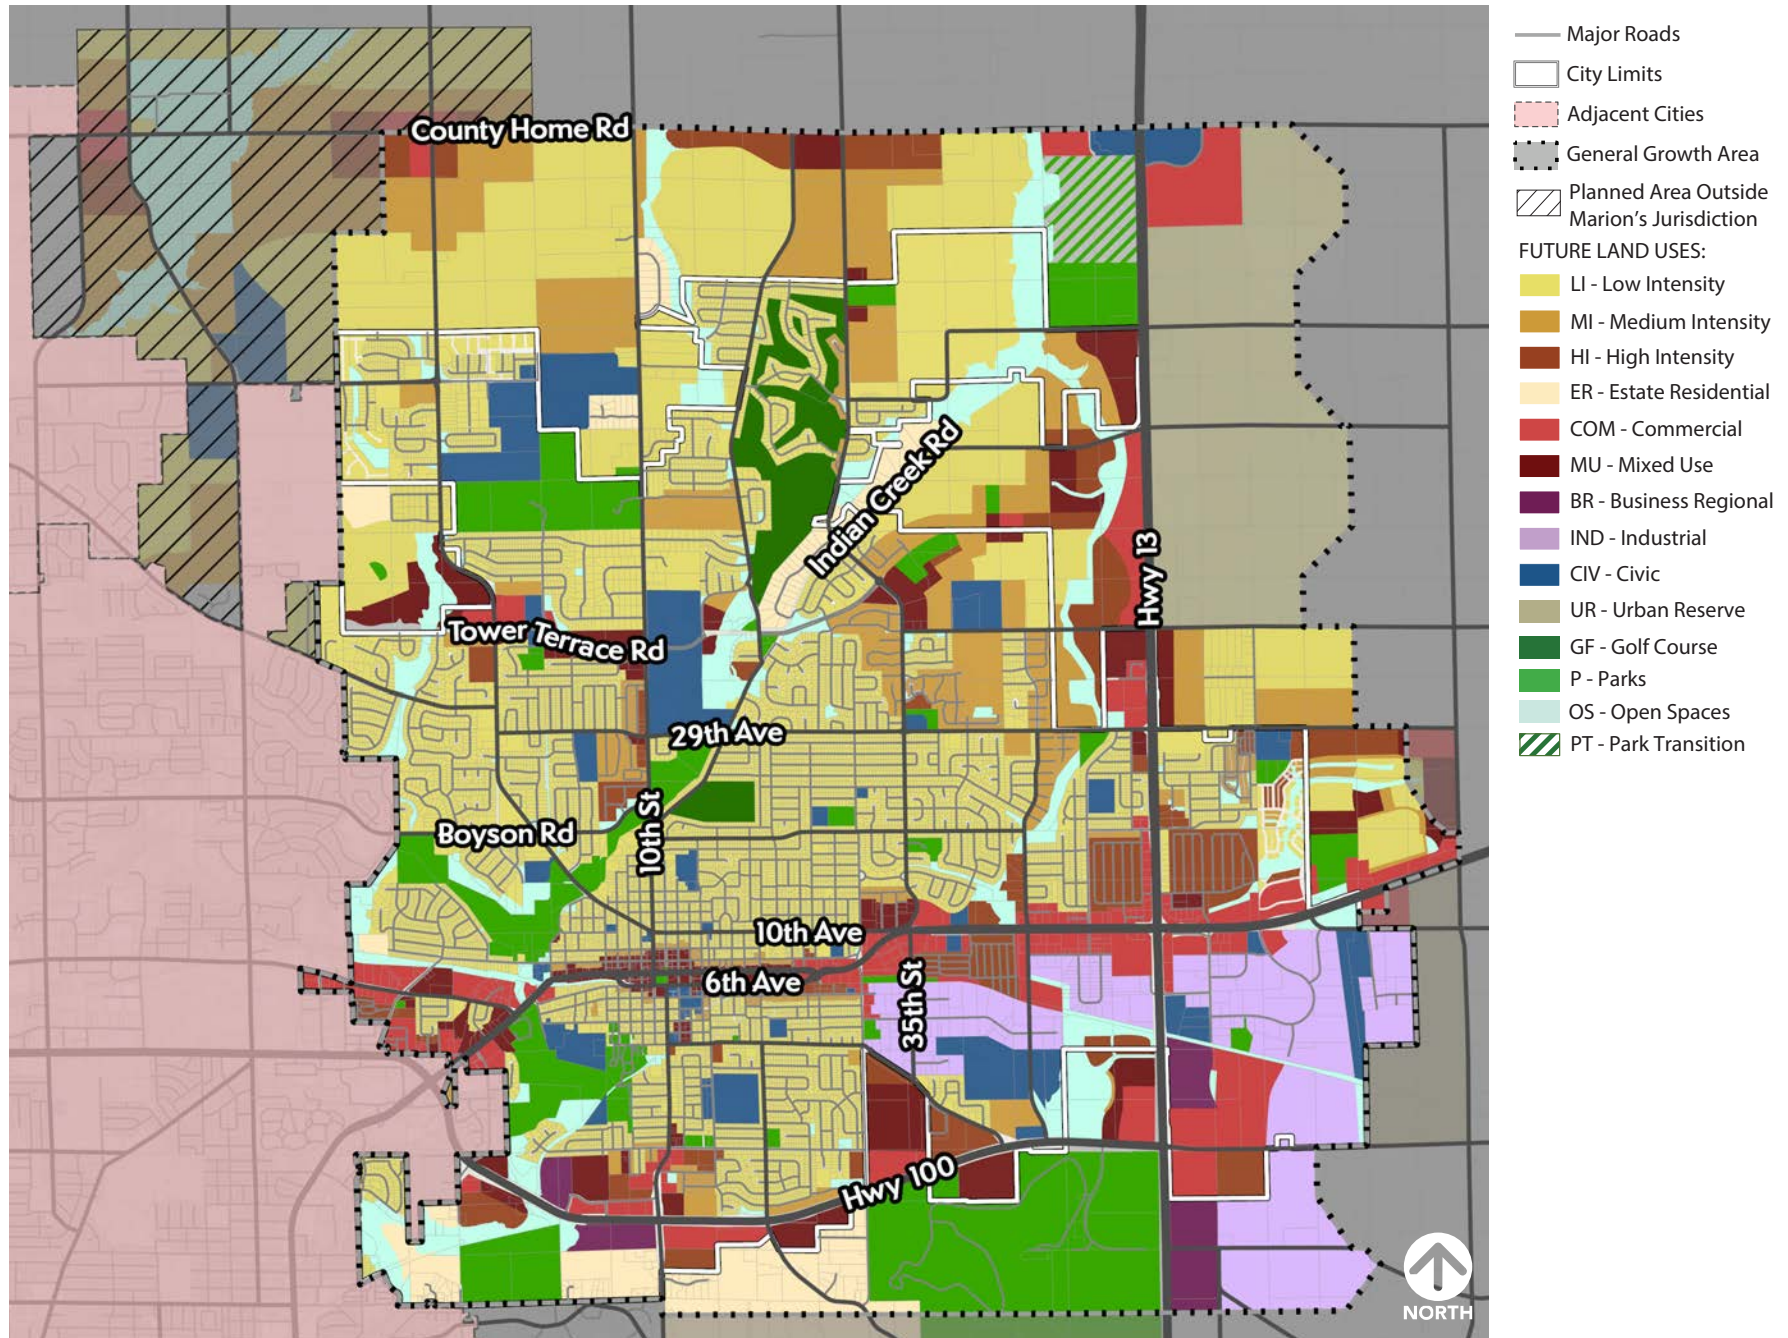 Major Roads
City Limits
Adjacent Cities
General Growth Area
Planned Area Outside
Marion's Jurisdiction
FUTURE LAND USES:
LI - Low Intensity
MI - Medium Intensity
HI - High Intensity
ER - Estate Residential
COM - Commercial
MU - Mixed Use
BR - Business Regional
IND - Industrial
CIV - Civic
UR - Urban Reserve
GF - Golf Course
P - Parks
OS - Open Spaces
PT - Park Transition
County Home Rd
Indian Creek Rd
Hwy 13
Tower Terrace Rd
29th Ave
10th St
Boyson Rd
10th Ave
6th Ave
35th St
Hwy 100
NORTH